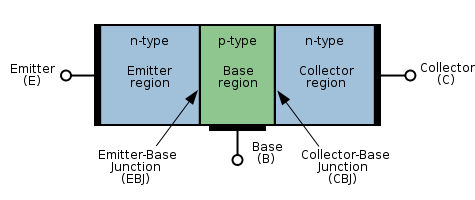 n-type
p-type
n-type
Emitter
(E)
Emitter
region
Base
region
Collector
region
Collector
(C)
Emitter-Base
Junction
(EBJ)
Base
(B)
Collector-Base
Junction
(CBJ)